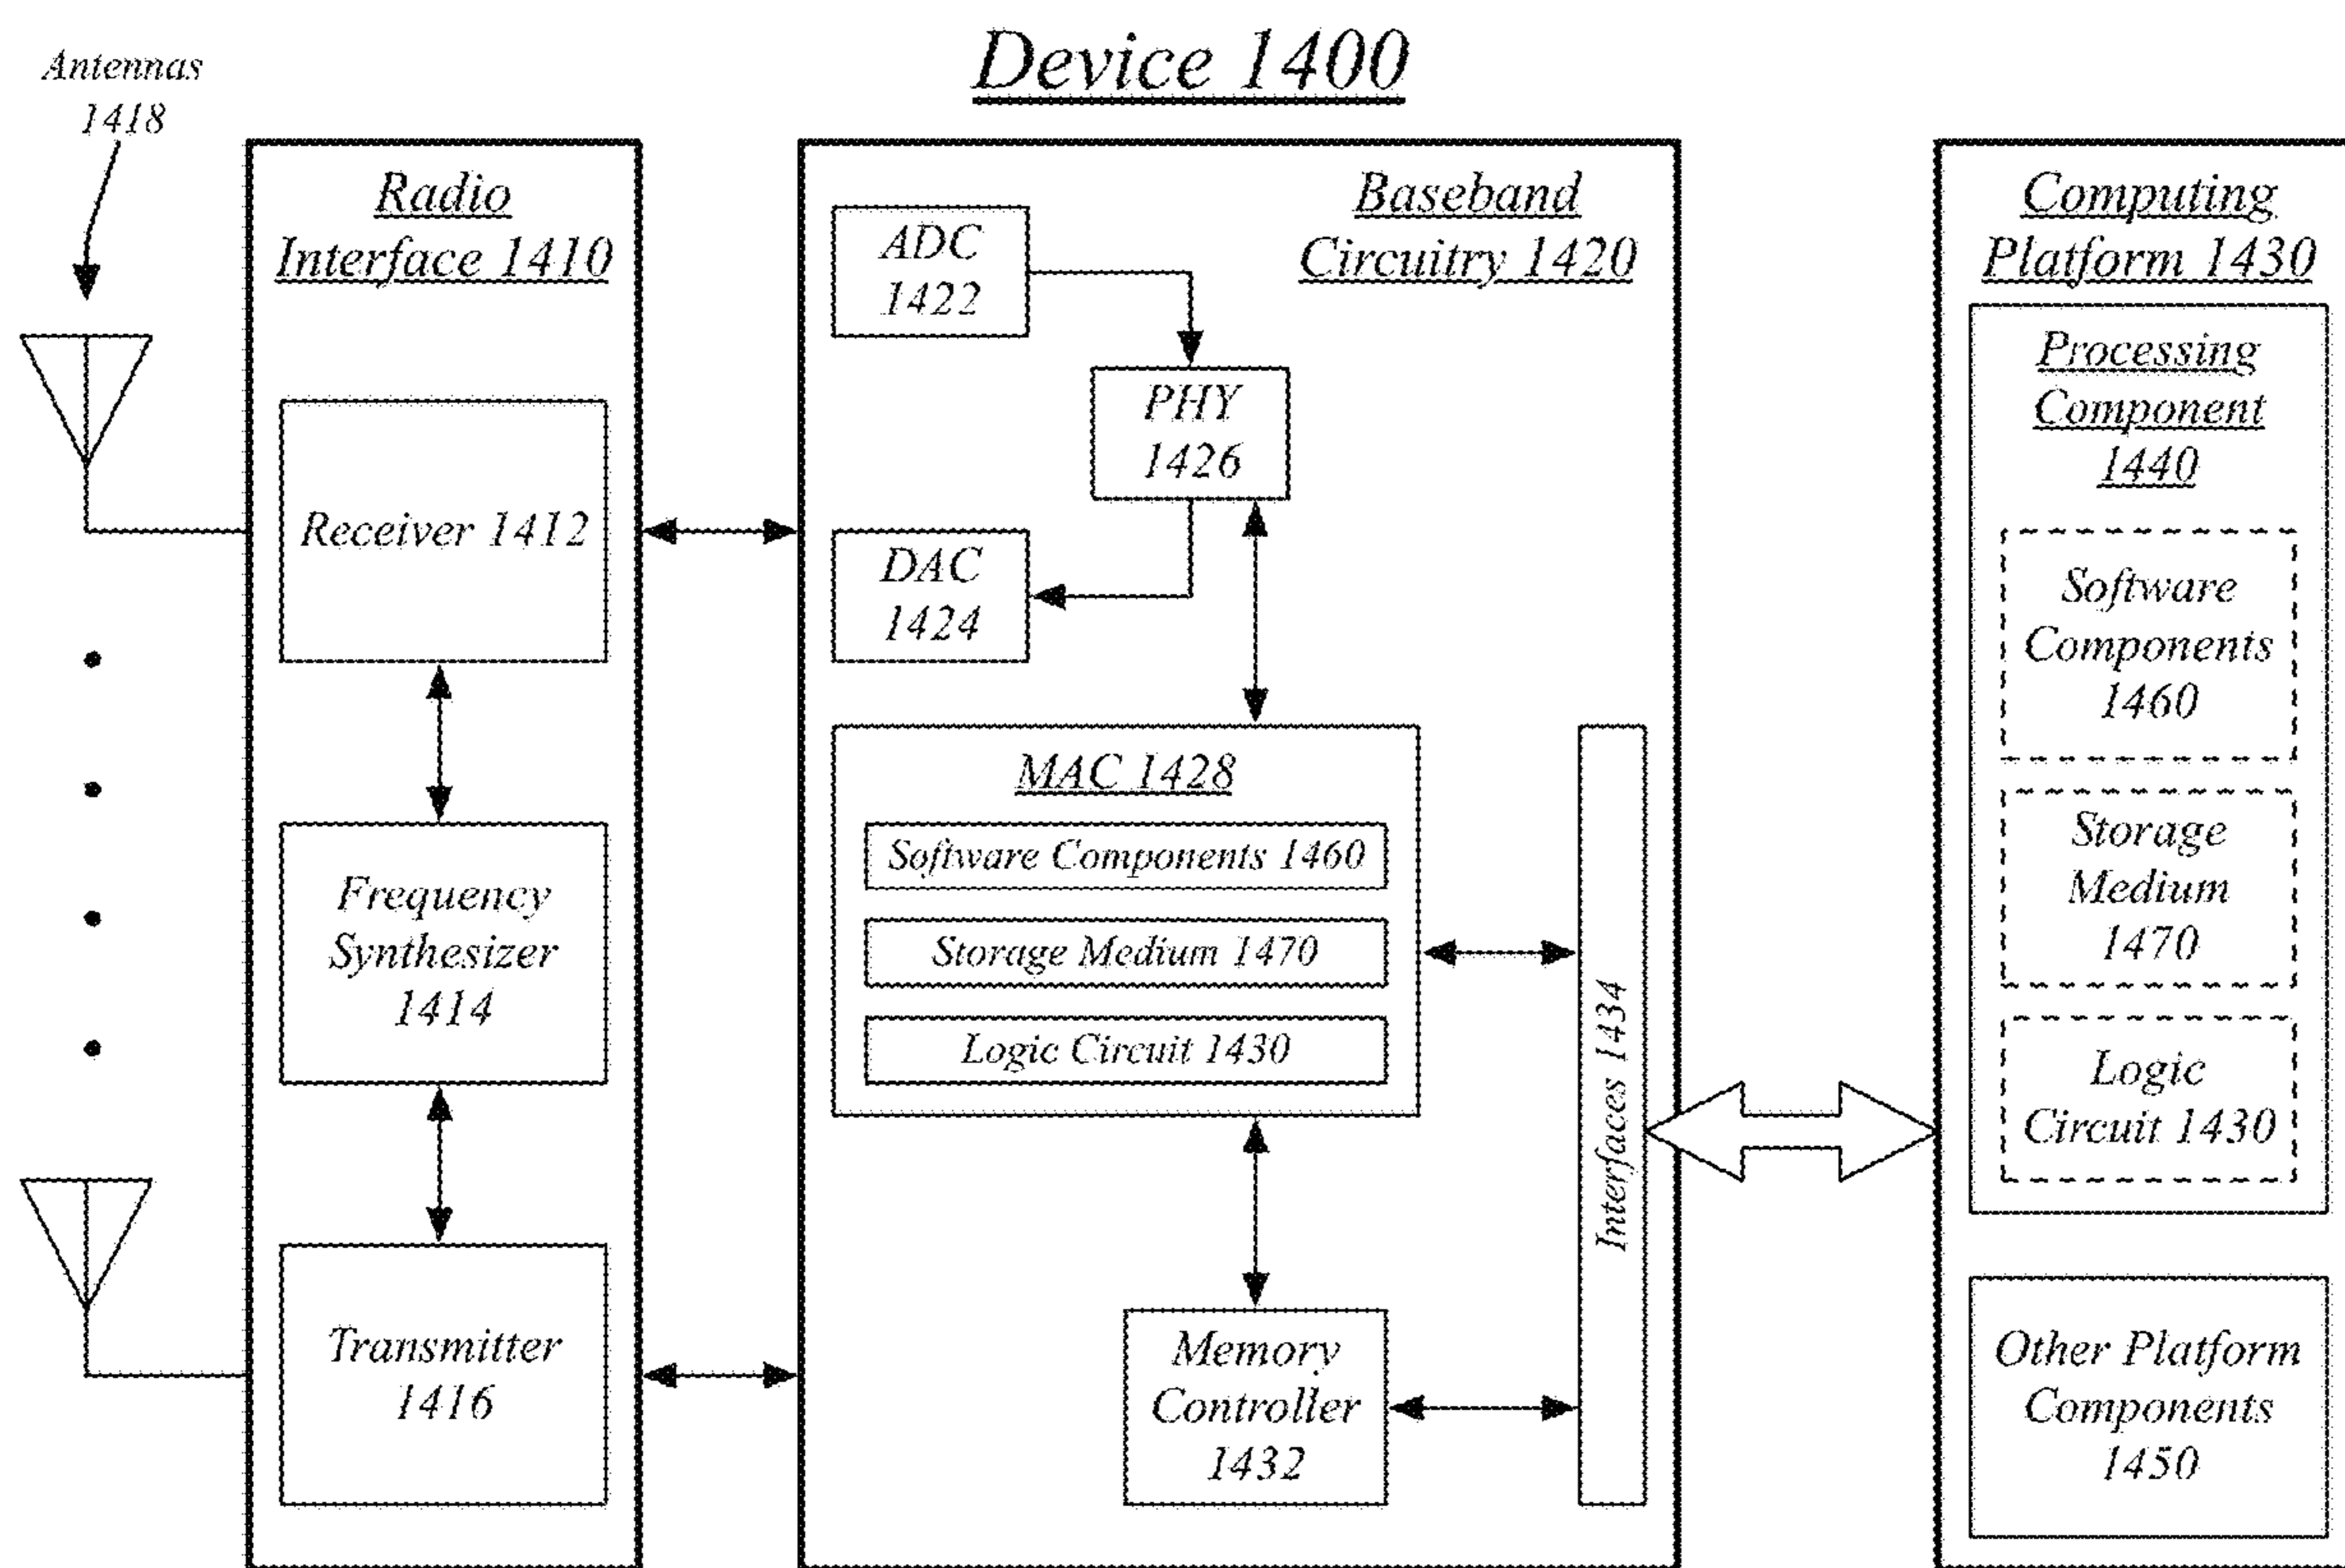 Device 1400
Antennas
1418
Radio
Interface 1410
Receiver 1412
Frequency
Synthesizer
1414
Transmitter
1416
Baseband
Circuitry 1420
ADC
1422
PHY
1426
DAC
1424
MAC 1428
Software Components 1460
Storage Medium 1470
Logic Circuit 1430
Memory
Controller
1432
Interfaces 1434
Computing
Platform 1430
Processing
Component
1440
Software
Components
1460
Storage
Medium
1470
Logic
Circuit 1430
Other Platform
Components
1450